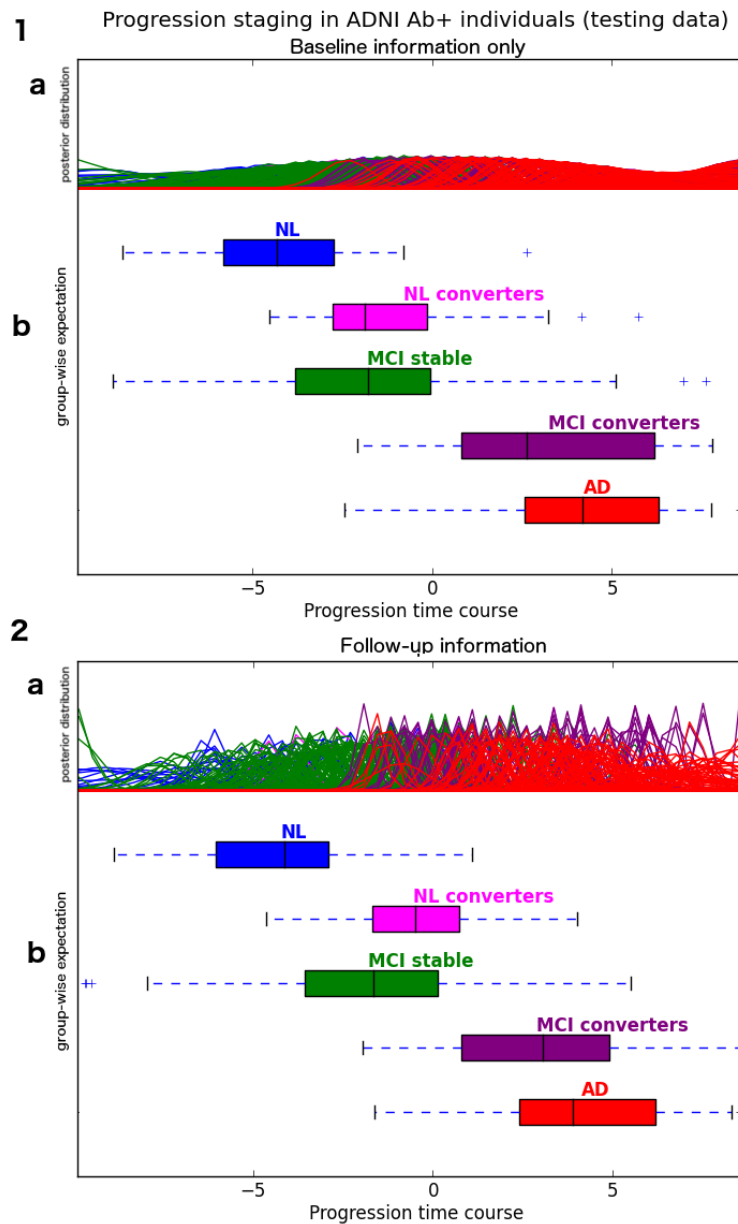 1
Progression staging in ADNI Ab+ individuals (testing data)
Baseline information only
a
posterior distribution
b
group-wise expectation
NL
NL converters
MCI stable
MCI converters
AD
−5 0 5
Progression time course
2
Follow-up information
a
posterior distribution
b
group-wise expectation
NL
NL converters
MCI stable
MCI converters
AD
−5 0 5
Progression time course